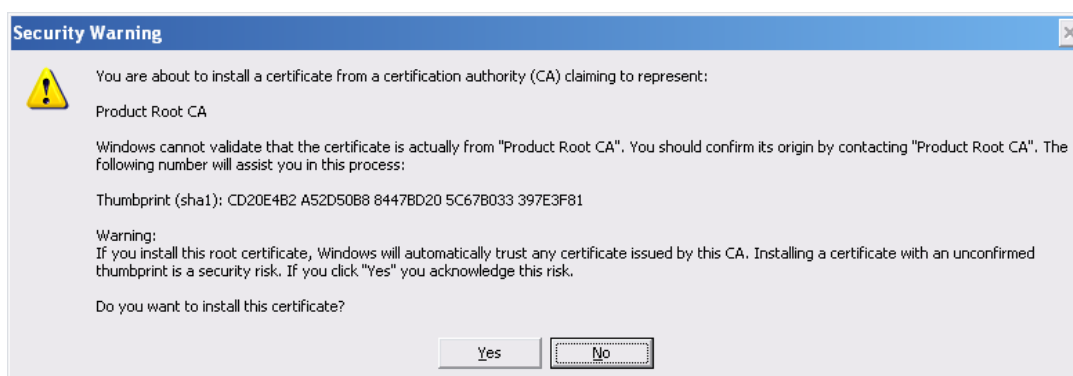 Security Warning
You are about to install a certificate from a certification authority (CA) claiming to represent:
Product Root CA
Windows cannot validate that the certificate is actually from "Product Root CA". You should confirm its origin by contacting "Product Root CA". The
following number will assist you in this process:
Thumbprint (sha1): CD20E4B2 A52D50B8 8447BD20 5C67B033 397E3F81
Warning:
If you install this root certificate, Windows will automatically trust any certificate issued by this CA. Installing a certificate with an unconfirmed
thumbprint is a security risk. If you click "Yes" you acknowledge this risk.
Do you want to install this certificate?
Yes No